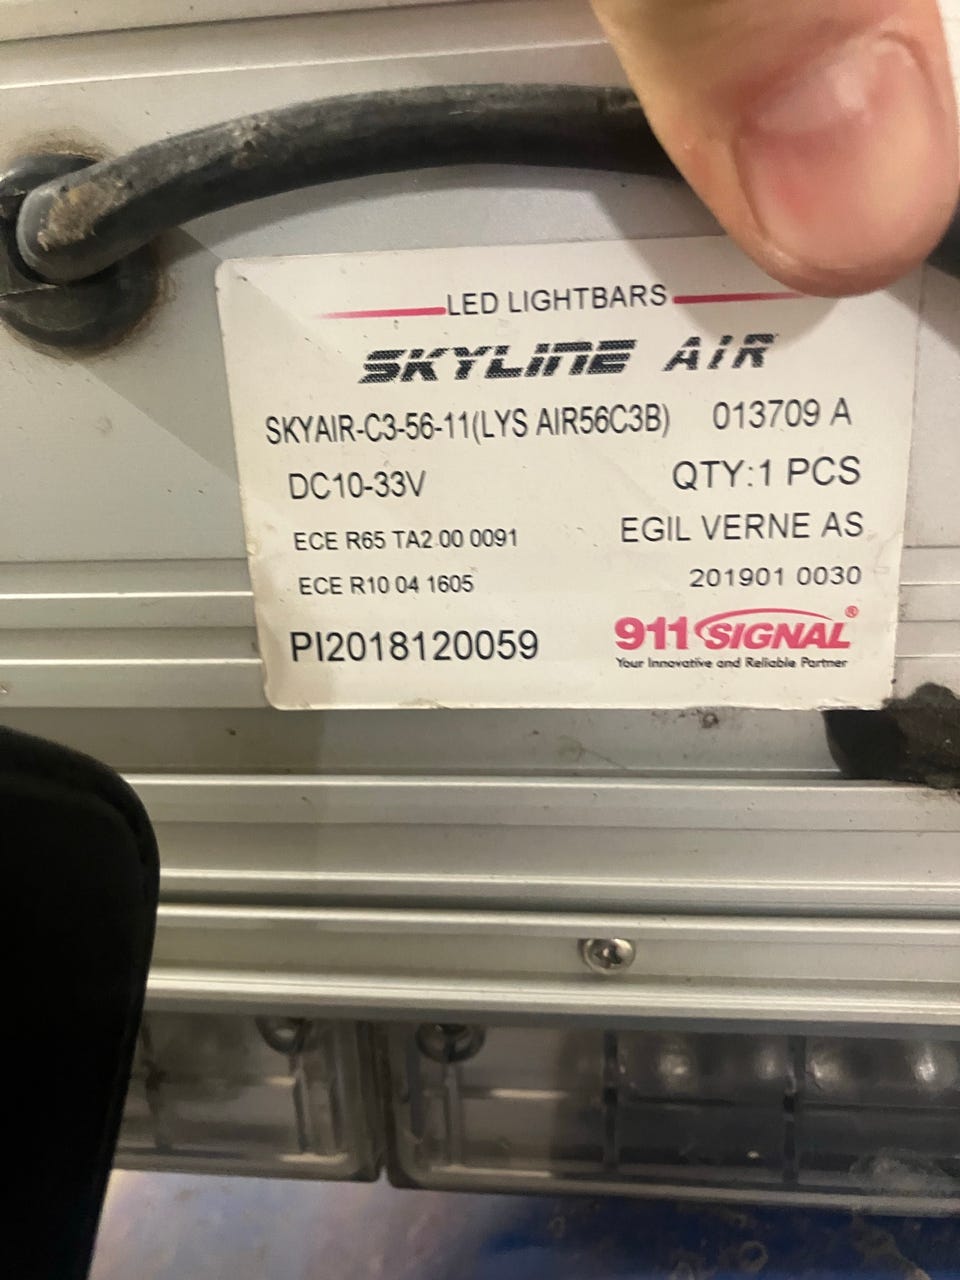 LED LIGHTBARS
SKYLINE AIR
SKYAIR-C3-56-11(LYS AIR56C3B) 013709 A
DC10-33V QTY:1 PCS
ECE R65 TA2 00 0091 EGIL VERNE AS
ECE R10 04 1605 201901 0030
PI2018120059 911 SIGNAL®
Your Innovative and Reliable Partner